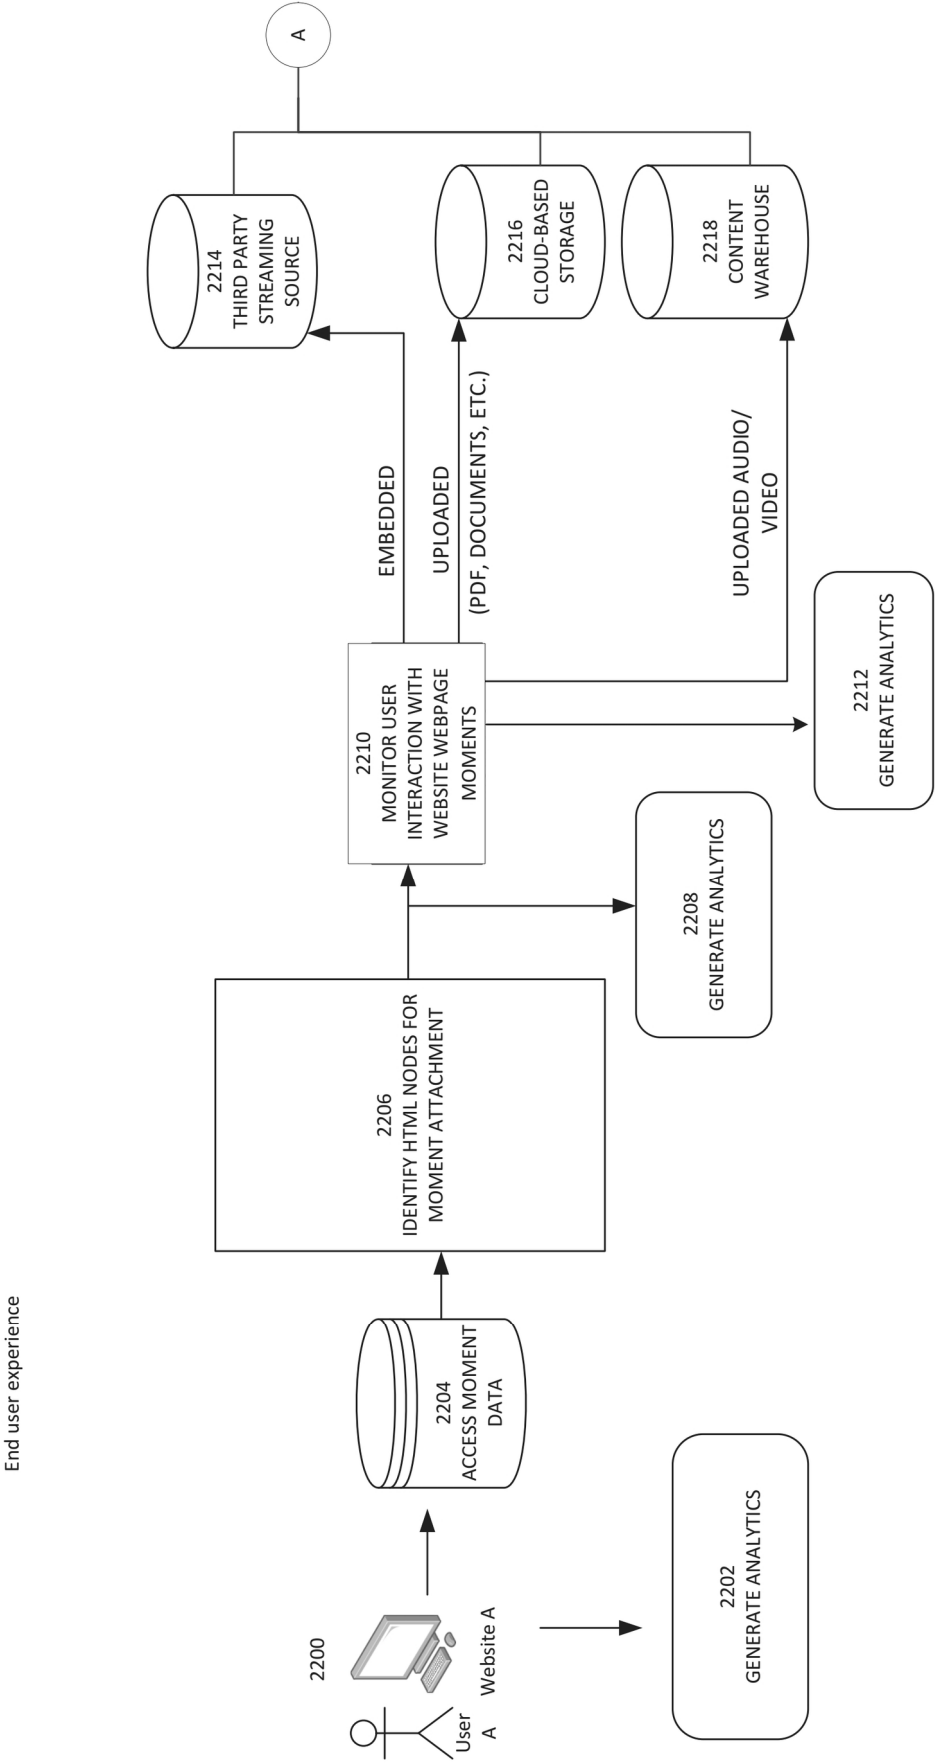 End user experience
2200
User
A
Website A
2202
GENERATE ANALYTICS
2204
ACCESS MOMENT
DATA
2206
IDENTIFY HTML NODES FOR
MOMENT ATTACHMENT
2208
GENERATE ANALYTICS
2210
MONITOR USER
INTERACTION WITH
WEBSITE WEBPAGE
MOMENTS
2212
GENERATE ANALYTICS
EMBEDDED
UPLOADED
(PDF, DOCUMENTS, ETC.)
UPLOADED AUDIO/
VIDEO
2214
THIRD PARTY
STREAMING
SOURCE
2216
CLOUD-BASED
STORAGE
2218
CONTENT
WAREHOUSE
A